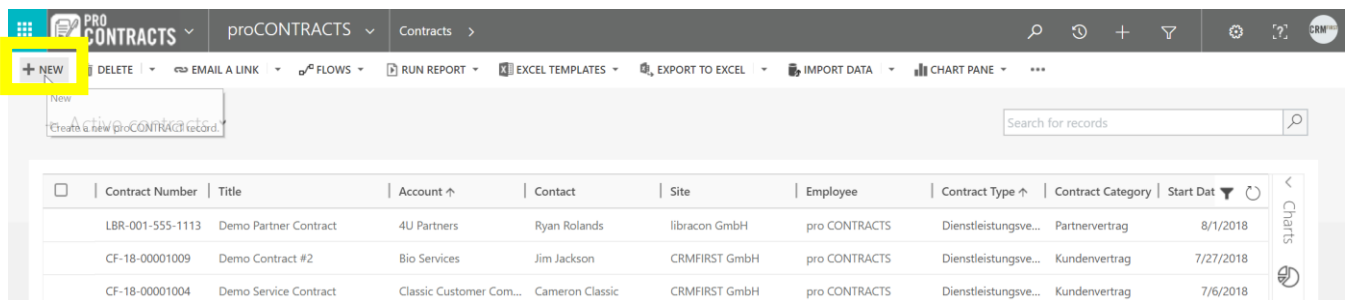 PRO
CONTRACTS
proCONTRACTS
Contracts >
[?]
CRM
+ NEW DELETE EMAIL A LINK FLOWS RUN REPORT EXCEL TEMPLATES EXPORT TO EXCEL IMPORT DATA CHART PANE ...
New
Create a new proCONTRACT record.
Active contracts
Search for records
Contract Number Title Account ↑ Contact Site Employee Contract Type ↑ Contract Category Start Dat
Charts
LBR-001-555-1113 Demo Partner Contract 4U Partners Ryan Rolands libracon GmbH pro CONTRACTS Dienstleistungsve... Partnervertrag 8/1/2018
CF-18-00001009 Demo Contract #2 Bio Services Jim Jackson CRMFIRST GmbH pro CONTRACTS Dienstleistungsve... Kundenvertrag 7/27/2018
CF-18-00001004 Demo Service Contract Classic Customer Com... Cameron Classic CRMFIRST GmbH pro CONTRACTS Dienstleistungsve... Kundenvertrag 7/6/2018